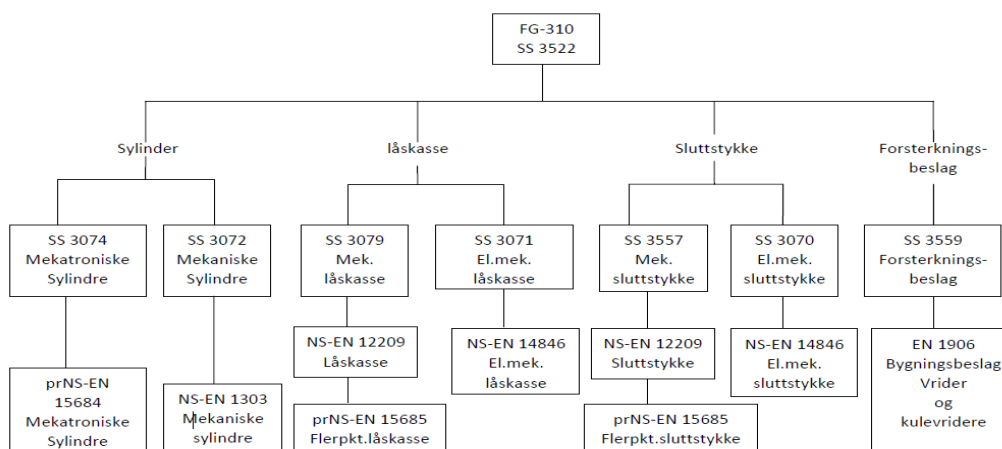 FG-310
SS 3522
Sylinder
låskasse
Sluttstykke
Forsterknings-
beslag
SS 3074
Mekatroniske
Sylindre
SS 3072
Mekaniske
Sylindre
SS 3079
Mek.
låskasse
SS 3071
El.mek.
låskasse
SS 3557
Mek.
sluttstykke
SS 3070
El.mek.
sluttstykke
SS 3559
Forsterknings-
beslag
prNS-EN
15684
Mekatroniske
Sylindre
NS-EN 1303
Mekaniske
sylindre
NS-EN 12209
Låskasse
prNS-EN 15685
Flerpkt.låskasse
NS-EN 14846
El.mek.
låskasse
NS-EN 12209
Sluttstykke
prNS-EN 15685
Flerpkt.sluttstykke
NS-EN 14846
El.mek.
sluttstykke
EN 1906
Bygningsbeslag
Vrider
og
kulevridere